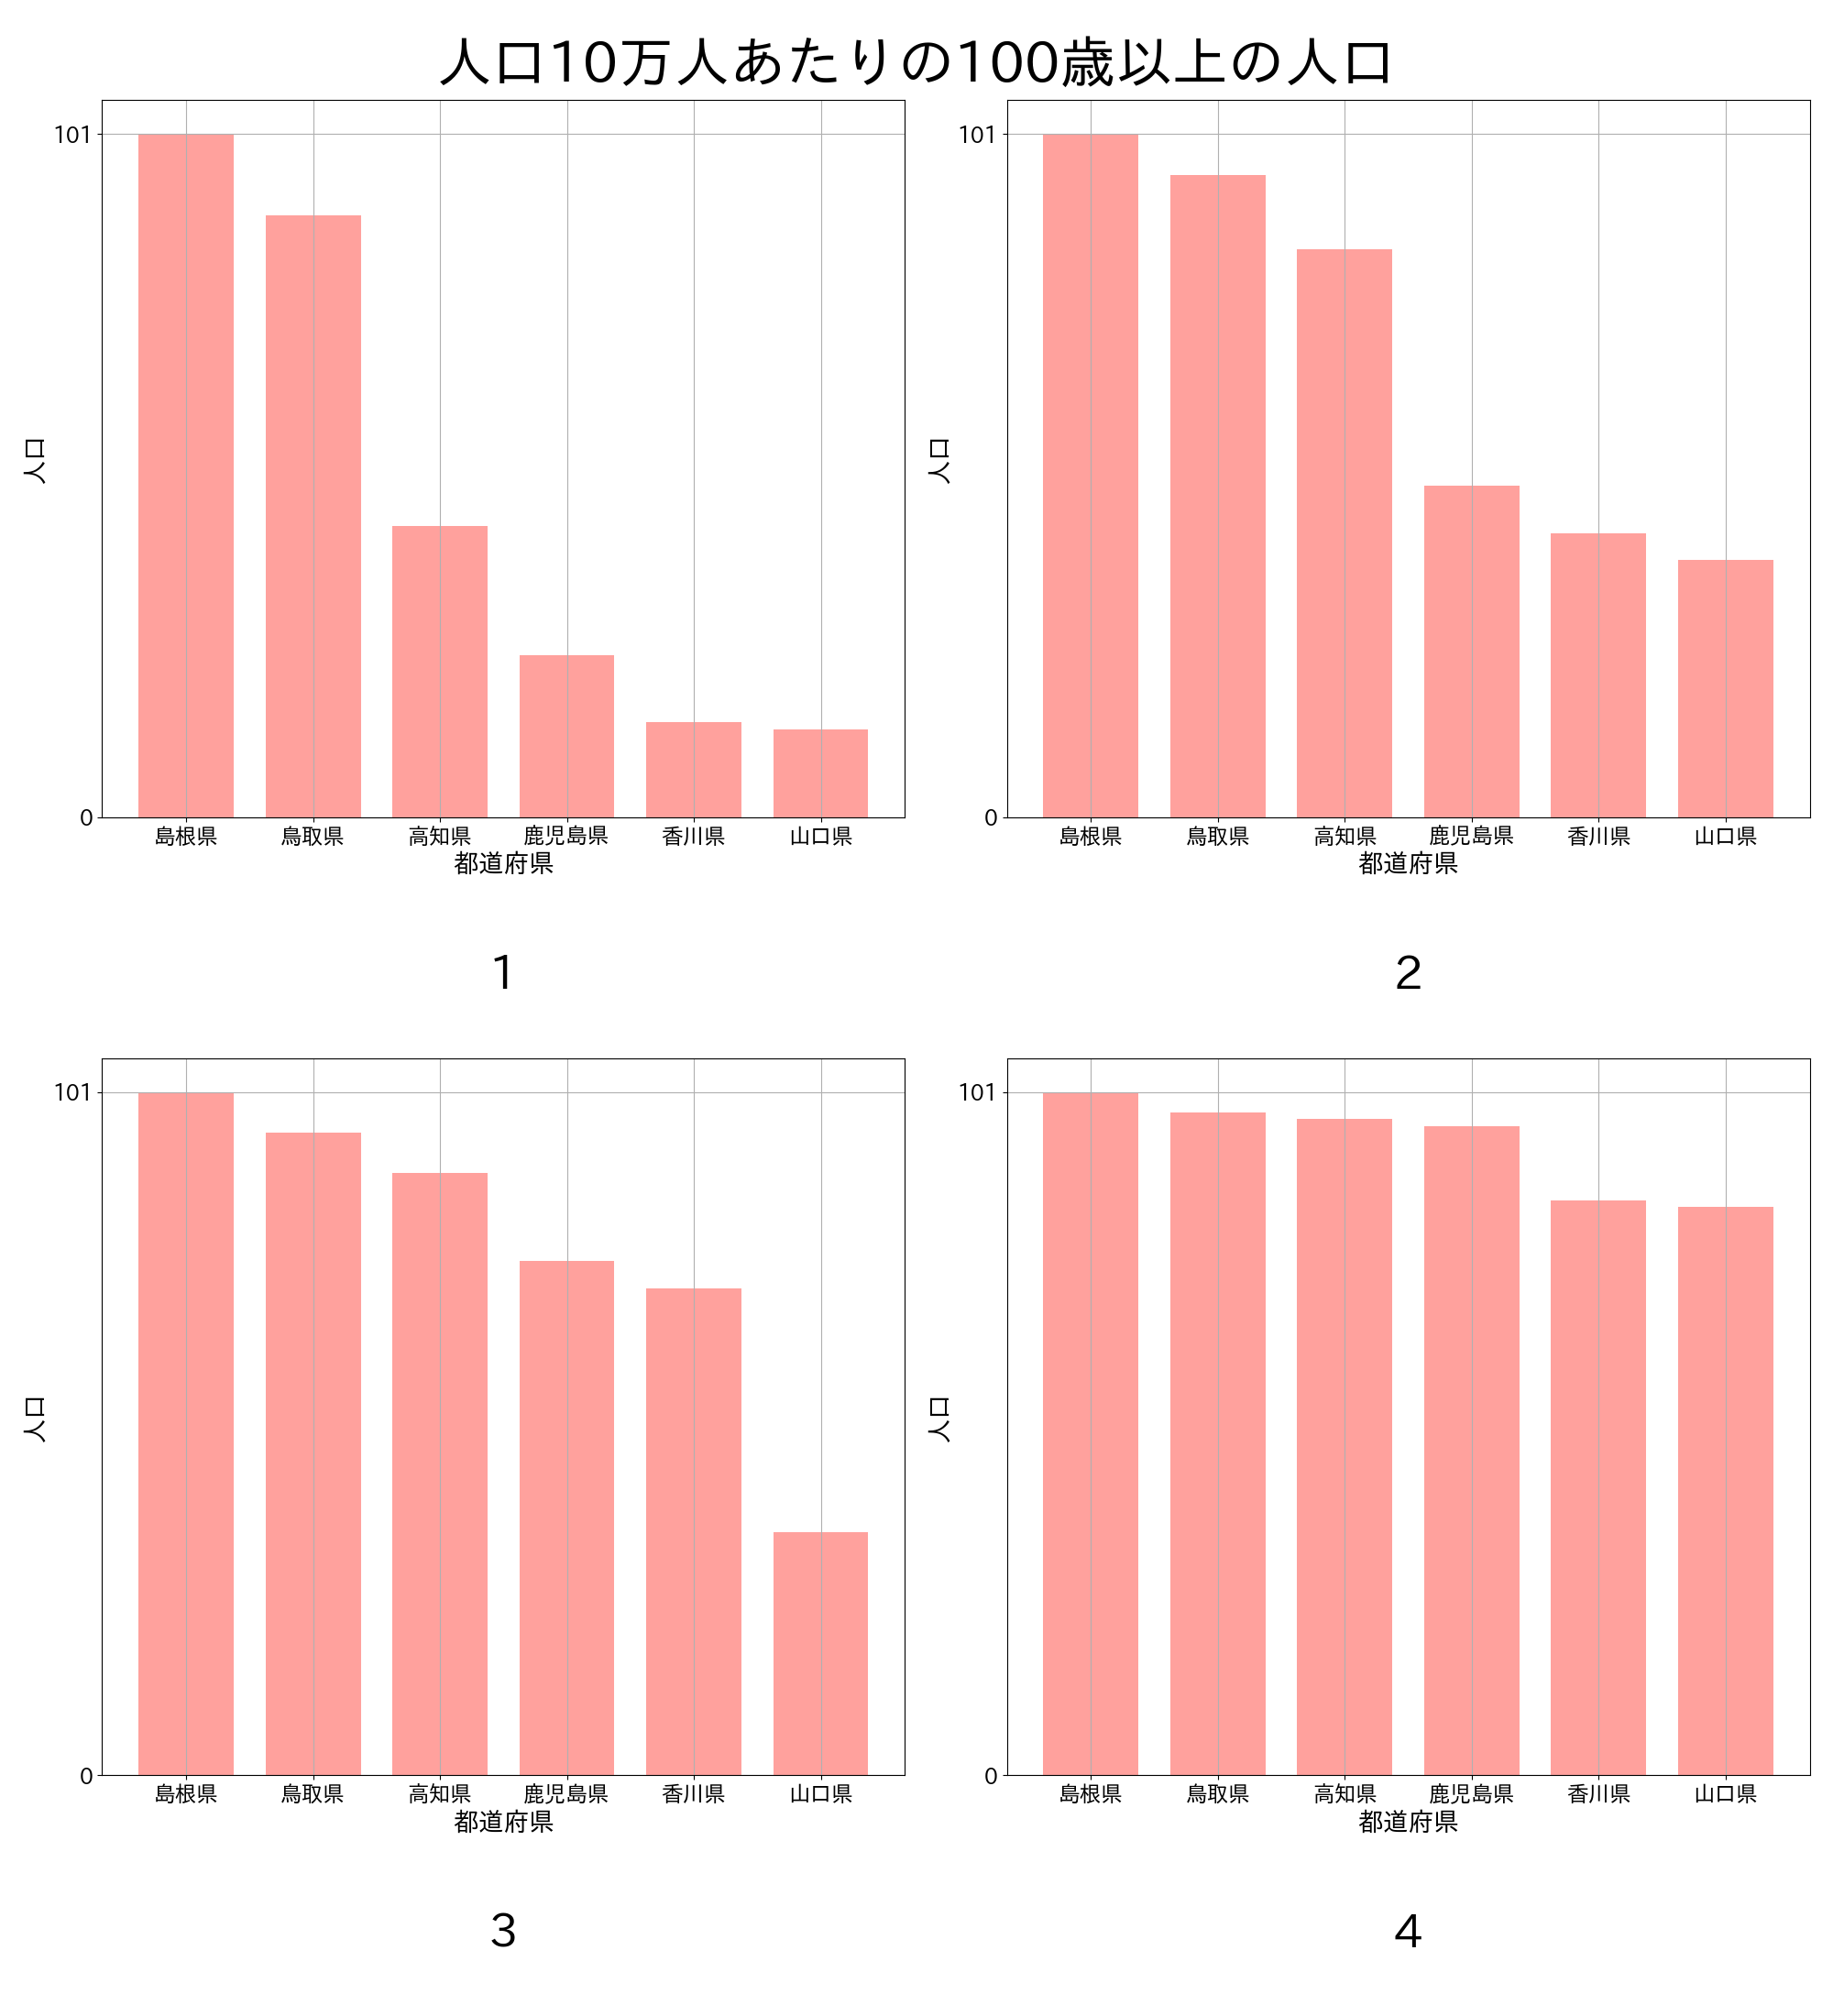 人口10万人あたりの100歳以上の人口
101
0
人口
島根県 鳥取県 高知県 鹿児島県 香川県 山口県
都道府県
1
101
0
人口
島根県 鳥取県 高知県 鹿児島県 香川県 山口県
都道府県
2
101
0
人口
島根県 鳥取県 高知県 鹿児島県 香川県 山口県
都道府県
3
101
0
人口
島根県 鳥取県 高知県 鹿児島県 香川県 山口県
都道府県
4